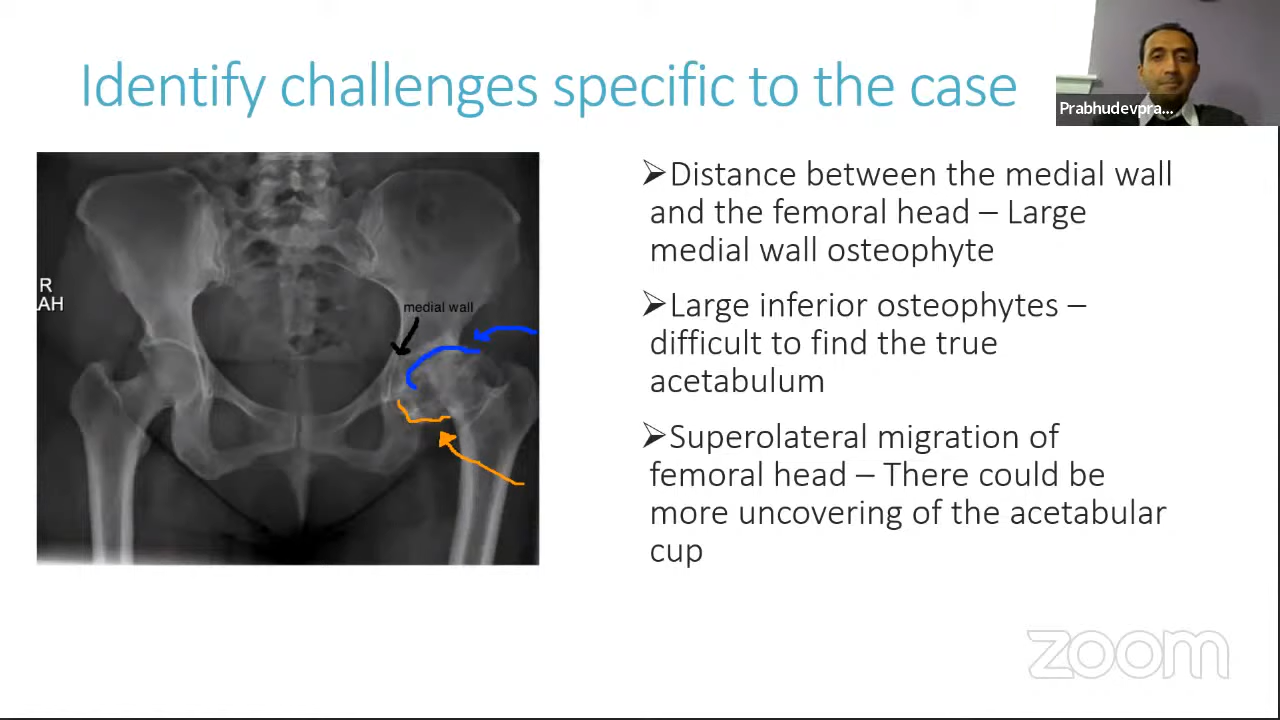 Identify challenges specific to the case
Prabhudevpra...
R
AH
medial wall
➢Distance between the medial wall
and the femoral head – Large
medial wall osteophyte
➢Large inferior osteophytes –
difficult to find the true
acetabulum
➢Superolateral migration of
femoral head – There could be
more uncovering of the acetabular
cup
zoom